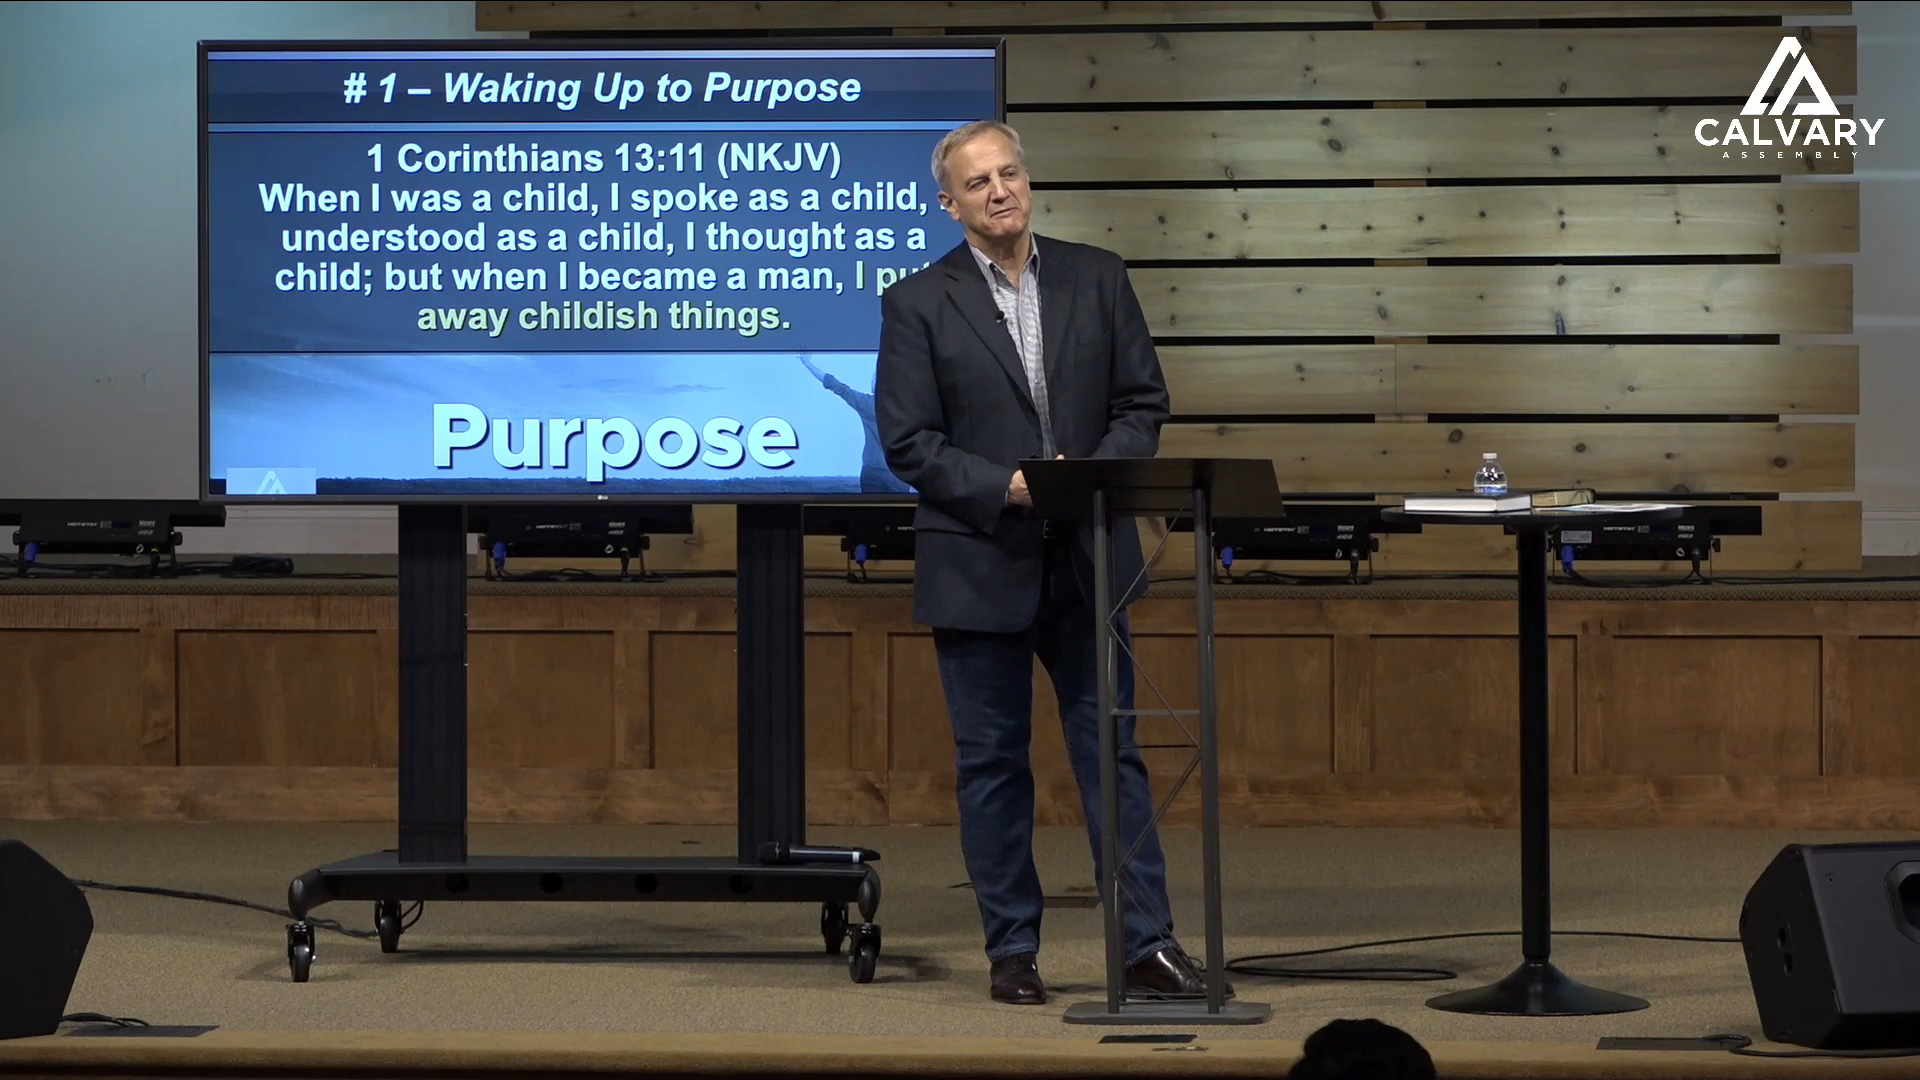 # 1 – Waking Up to Purpose
1 Corinthians 13:11 (NKJV)
When I was a child, I spoke as a child,
understood as a child, I thought as a
child; but when I became a man, I put
away childish things.
Purpose
CALVARY
ASSEMBLY